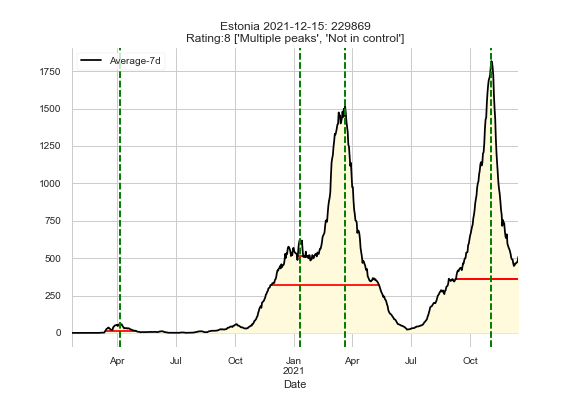 Estonia 2021-12-15: 229869
Rating:8 ['Multiple peaks', 'Not in control']
Average-7d
1750
1500
1250
1000
750
500
250
0
Apr Jul Oct Jan Apr Jul Oct
2021
Date